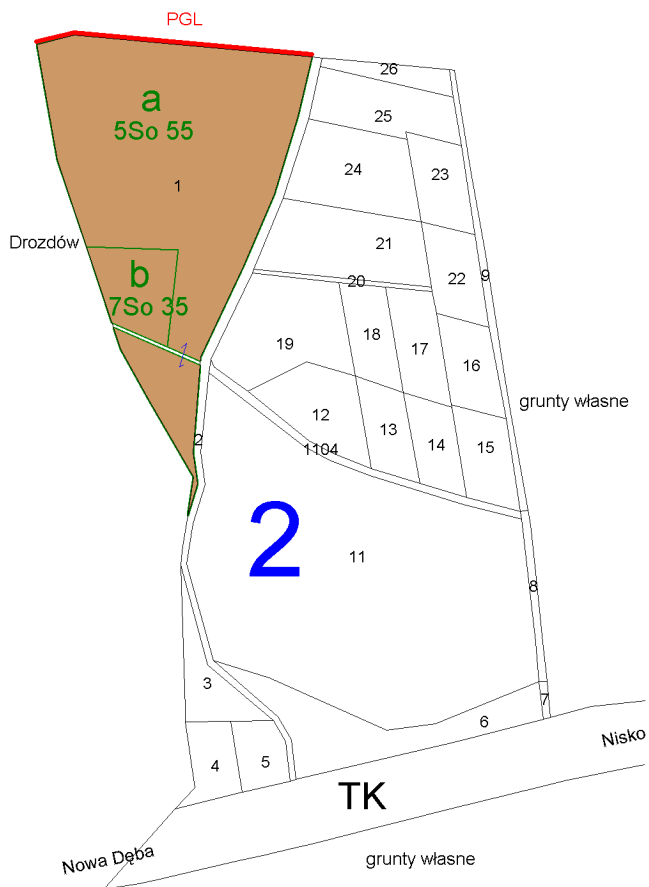 PGL
26
a
25
5So 55
24
23
1
Drozdów
21
22
9
b
20
7So 35
18
17
19
16
grunty własne
12
13
2
14
15
1104
2
11
8
3
7
6
Nisko
4
5
TK
Nowa Dęba
grunty własne